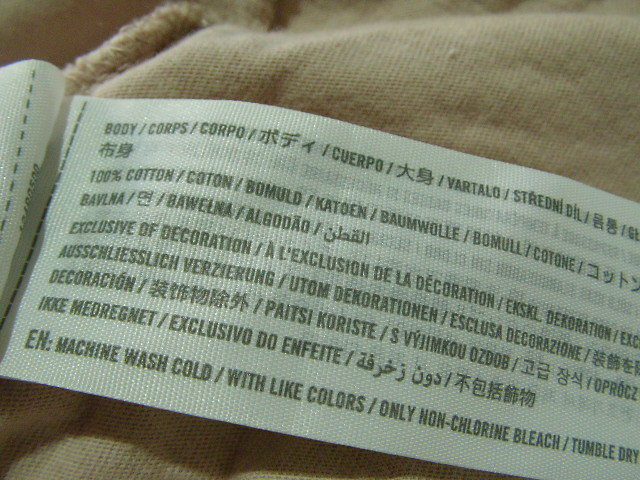 BODY / CORPS / CORPO / ボディ / CUERPO / 大身 / VARTALO / STŘEDNÍ DÍL / 몸통 /
布身
100% COTTON / COTON / BOMULD / KATOEN / BAUMWOLLE / BOMULL / COTONE / コットン
BAVLNA / 면 / BAWEŁNA / ALGODÃO / القطن
EXCLUSIVE OF DECORATION / À L'EXCLUSION DE LA DÉCORATION / EKSKL. DEKORATION / EXC
AUSSCHLIESSLICH VERZIERUNG / UTOM DEKORATIONEN / ESCLUSA DECORAZIONE / 装飾を
DECORACIÓN / 装饰物除外 / PAITSI KORISTE / S VÝJIMKOU OZDOB / 고급 장식 / OPRÓCZ
IKKE MEDREGNET / EXCLUSIVO DO ENFEITE / دون زخرفة / 不包括飾物
EN: MACHINE WASH COLD / WITH LIKE COLORS / ONLY NON-CHLORINE BLEACH / TUMBLE DRY